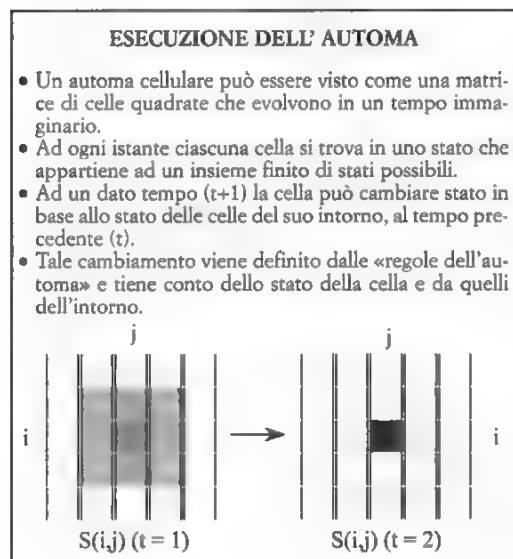 ESECUZIONE DELL' AUTOMA
• Un automa cellulare può essere visto come una matri-
ce di celle quadrate che evolvono in un tempo imma-
ginario.
• Ad ogni istante ciascuna cella si trova in uno stato che
appartiene ad un insieme finito di stati possibili.
• Ad un dato tempo (t+1) la cella può cambiare stato in
base allo stato delle celle del suo intorno, al tempo pre-
cedente (t).
• Tale cambiamento viene definito dalle «regole dell'au-
toma» e tiene conto dello stato della cella e da quelli
dell'intorno.
j j
i i
S(i,j) (t = 1) S(i,j) (t = 2)